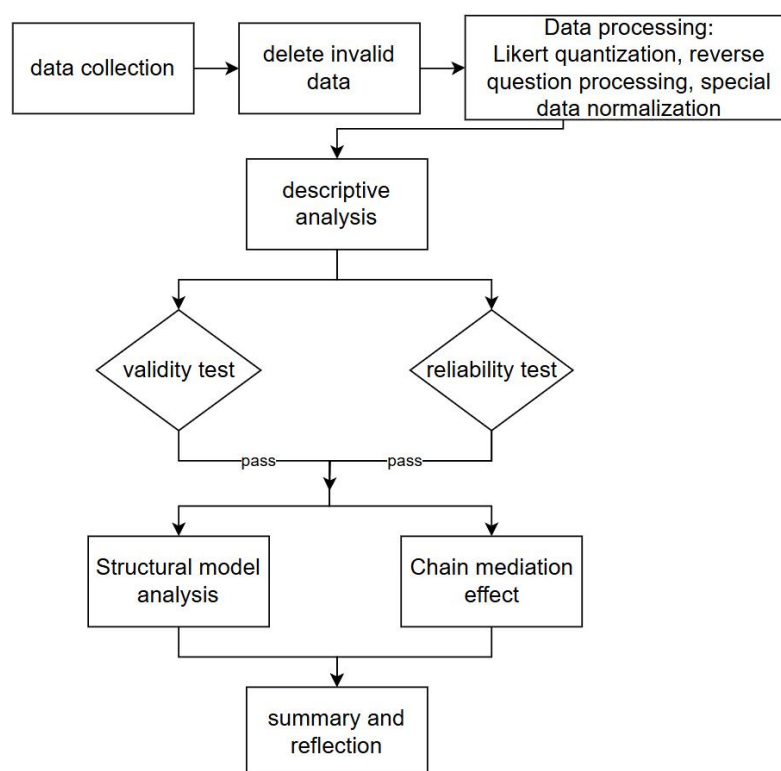 data collection
delete invalid
data
Data processing:
Likert quantization, reverse
question processing, special
data normalization
descriptive
analysis
validity test
reliability test
pass
pass
Structural model
analysis
Chain mediation
effect
summary and
reflection